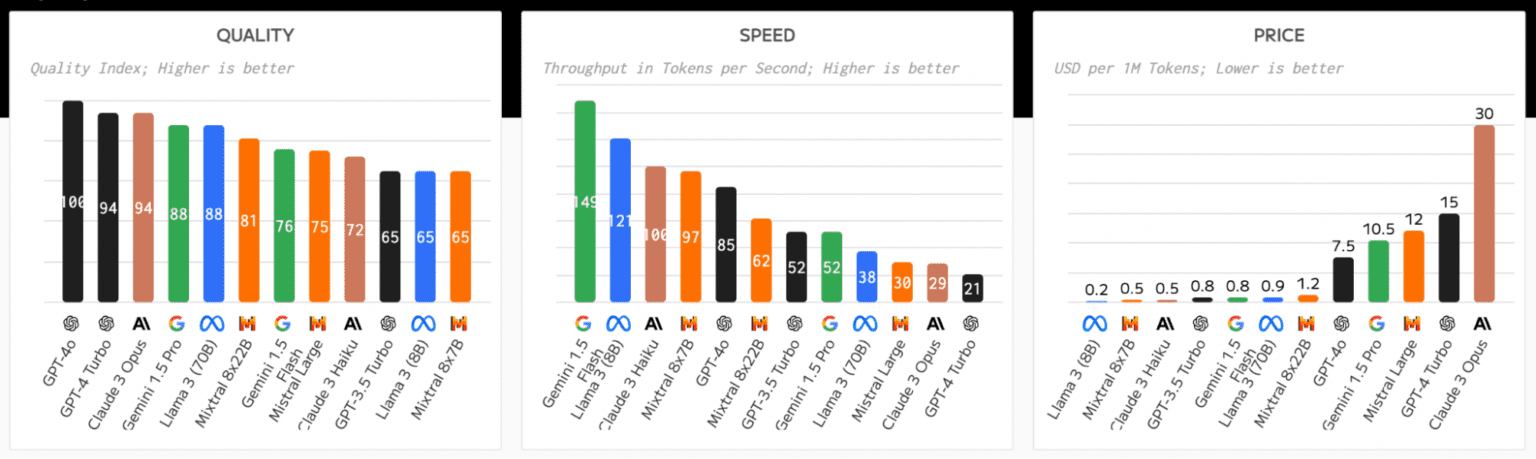 QUALITY
Quality Index; Higher is better
100
94
94
88
88
81
76
75
72
65
65
65
GPT-4o
GPT-4 Turbo
Claude 3 Opus
Gemini 1.5 Pro
Llama 3 (70B)
Mixtral 8x22B
Gemini 1.5
Flash
Mistral Large
Claude 3 Haiku
GPT-3.5 Turbo
Llama 3 (8B)
Mixtral 8x7B
SPEED
Throughput in Tokens per Second; Higher is better
149
121
100
97
85
62
52
52
38
30
29
21
Gemini 1.5
Flash
Llama 3 (8B)
Claude 3 Haiku
Mixtral 8x7B
GPT-4o
Mixtral 8x22B
GPT-3.5 Turbo
Gemini 1.5 Pro
Llama 3 (70B)
Mistral Large
Claude 3 Opus
GPT-4 Turbo
PRICE
USD per 1M Tokens; Lower is better
0.2
0.5
0.5
0.8
0.8
0.9
1.2
7.5
10.5
12
15
30
Llama 3 (8B)
Mixtral 8x7B
Claude 3 Haiku
GPT-3.5 Turbo
Gemini 1.5
Flash
Llama 3 (70B)
Mixtral 8x22B
GPT-4o
Gemini 1.5 Pro
Mistral Large
GPT-4 Turbo
Claude 3 Opus